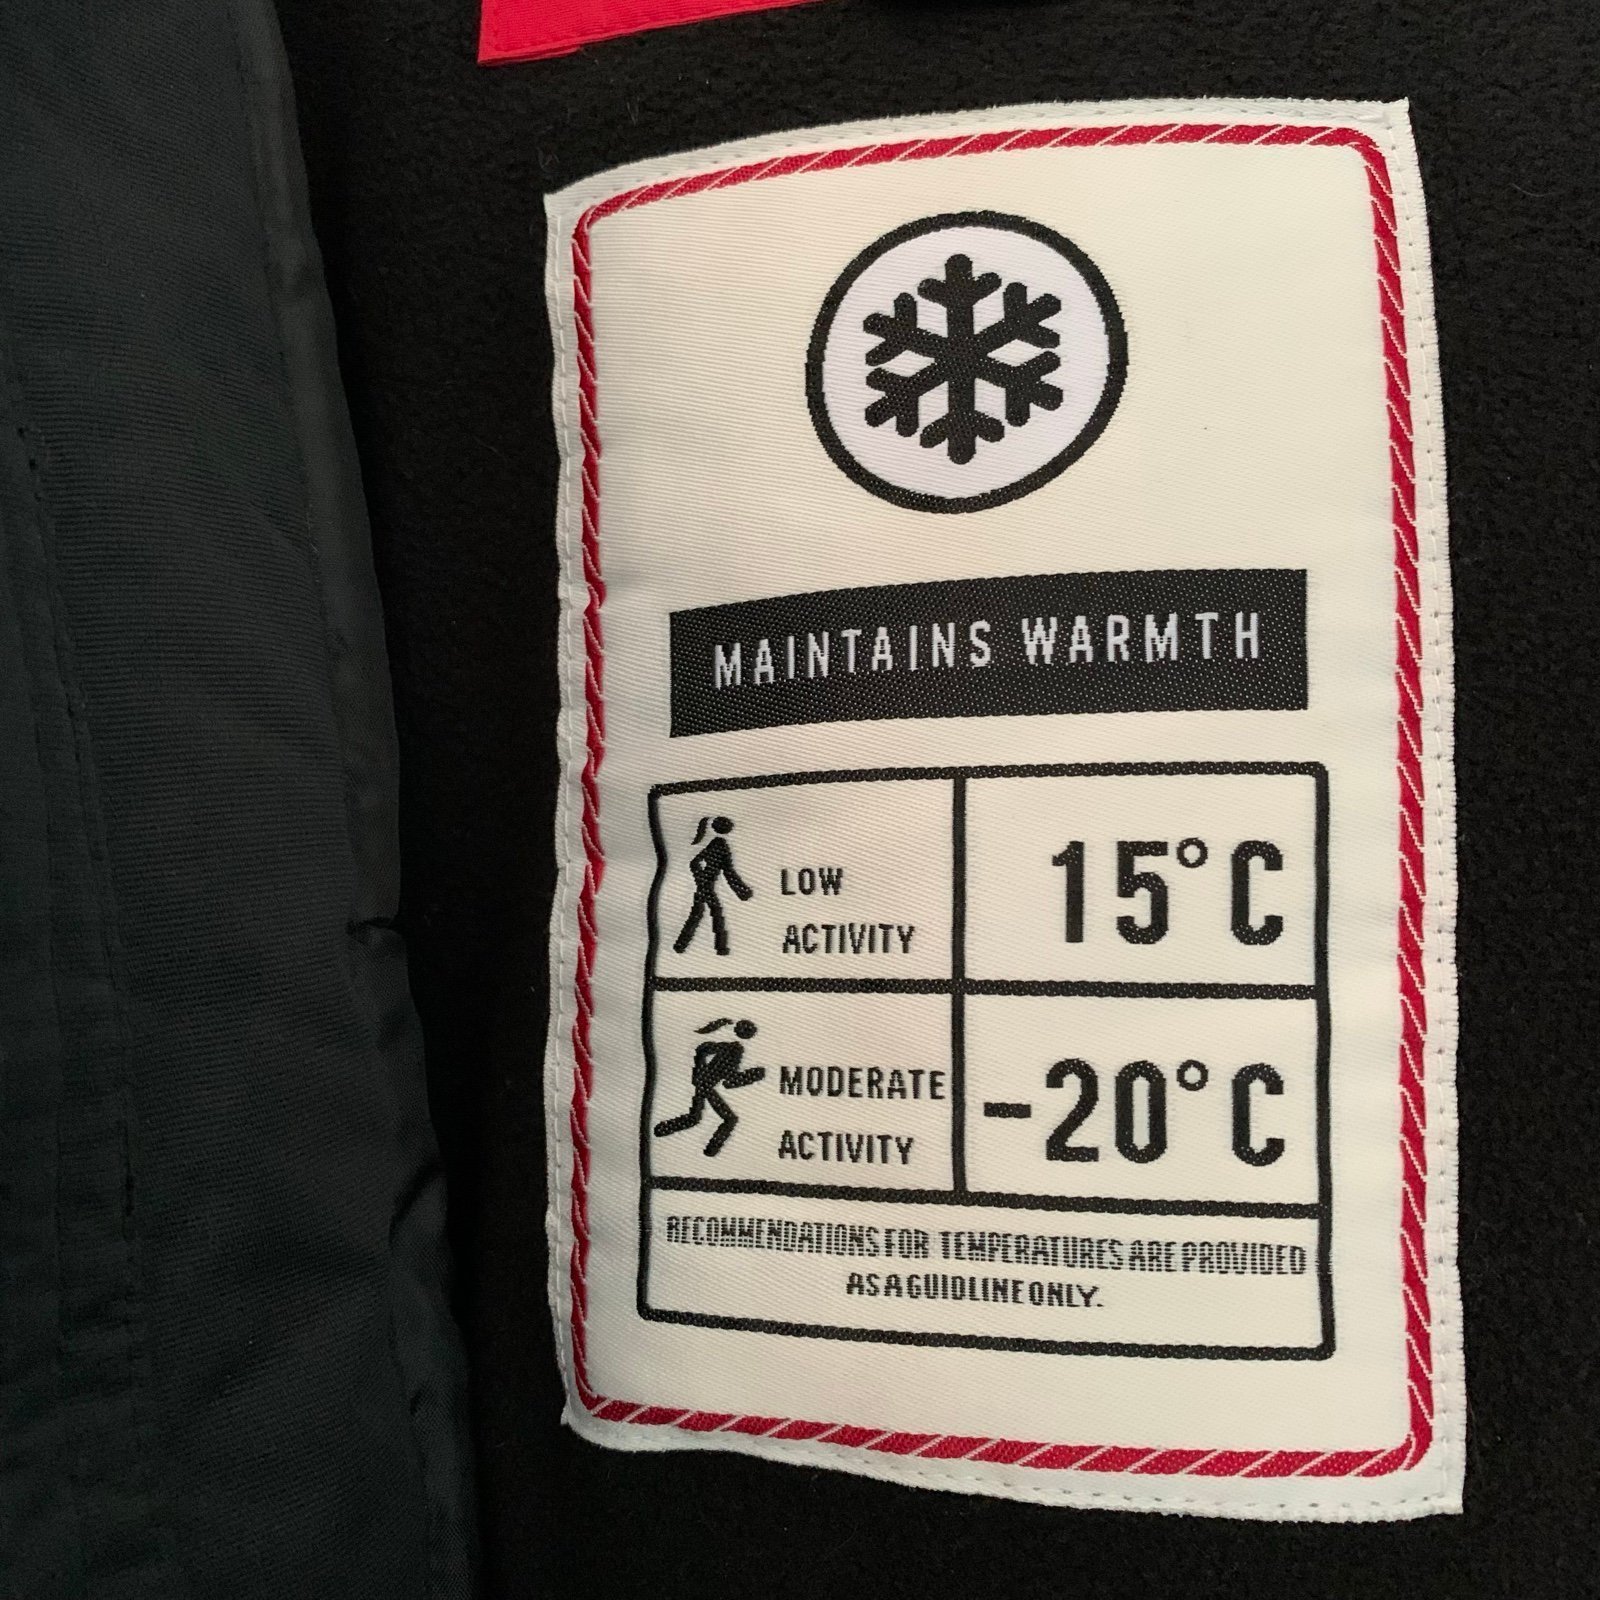 MAINTAINS WARMTH
LOW
ACTIVITY
15°C
MODERATE
ACTIVITY
-20°C
RECOMMENDATIONS FOR TEMPERATURES ARE PROVIDED
AS A GUIDLINE ONLY.